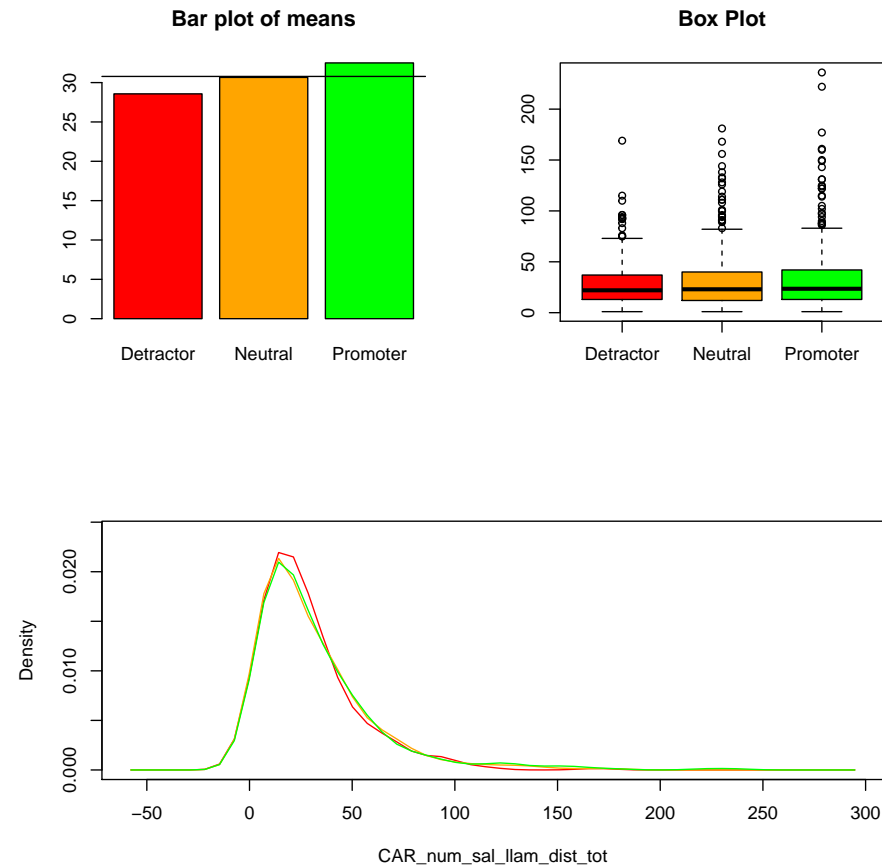 Bar plot of means
30
25
20
15
10
5
0
Detractor Neutral Promoter
Box Plot
200
150
100
50
0
Detractor Neutral Promoter
Density
0.020
0.010
0.000
−50 0 50 100 150 200 250 300
CAR_num_sal_llam_dist_tot